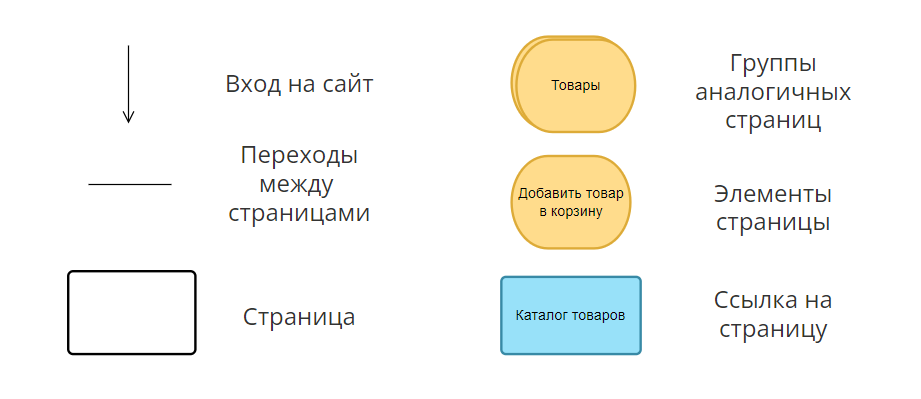 Вход на сайт
Переходы
между
страницами
Страница
Товары
Группы
аналогичных
страниц
Добавить товар
в корзину
Элементы
страницы
Каталог товаров
Ссылка на
страницу